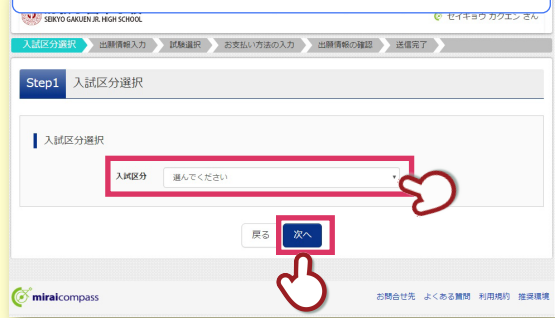 SEIKYO GAKUEN JR. HIGH SCHOOL
セイキョウ ガクエン さん
入試区分選択 出願情報入力 試験選択 お支払い方法の入力 出願情報の確認 送信完了
Step1 入試区分選択
入試区分選択
入試区分 選んでください
戻る 次へ
miraicompass お問合せ先 よくある質問 利用規約 推奨環境